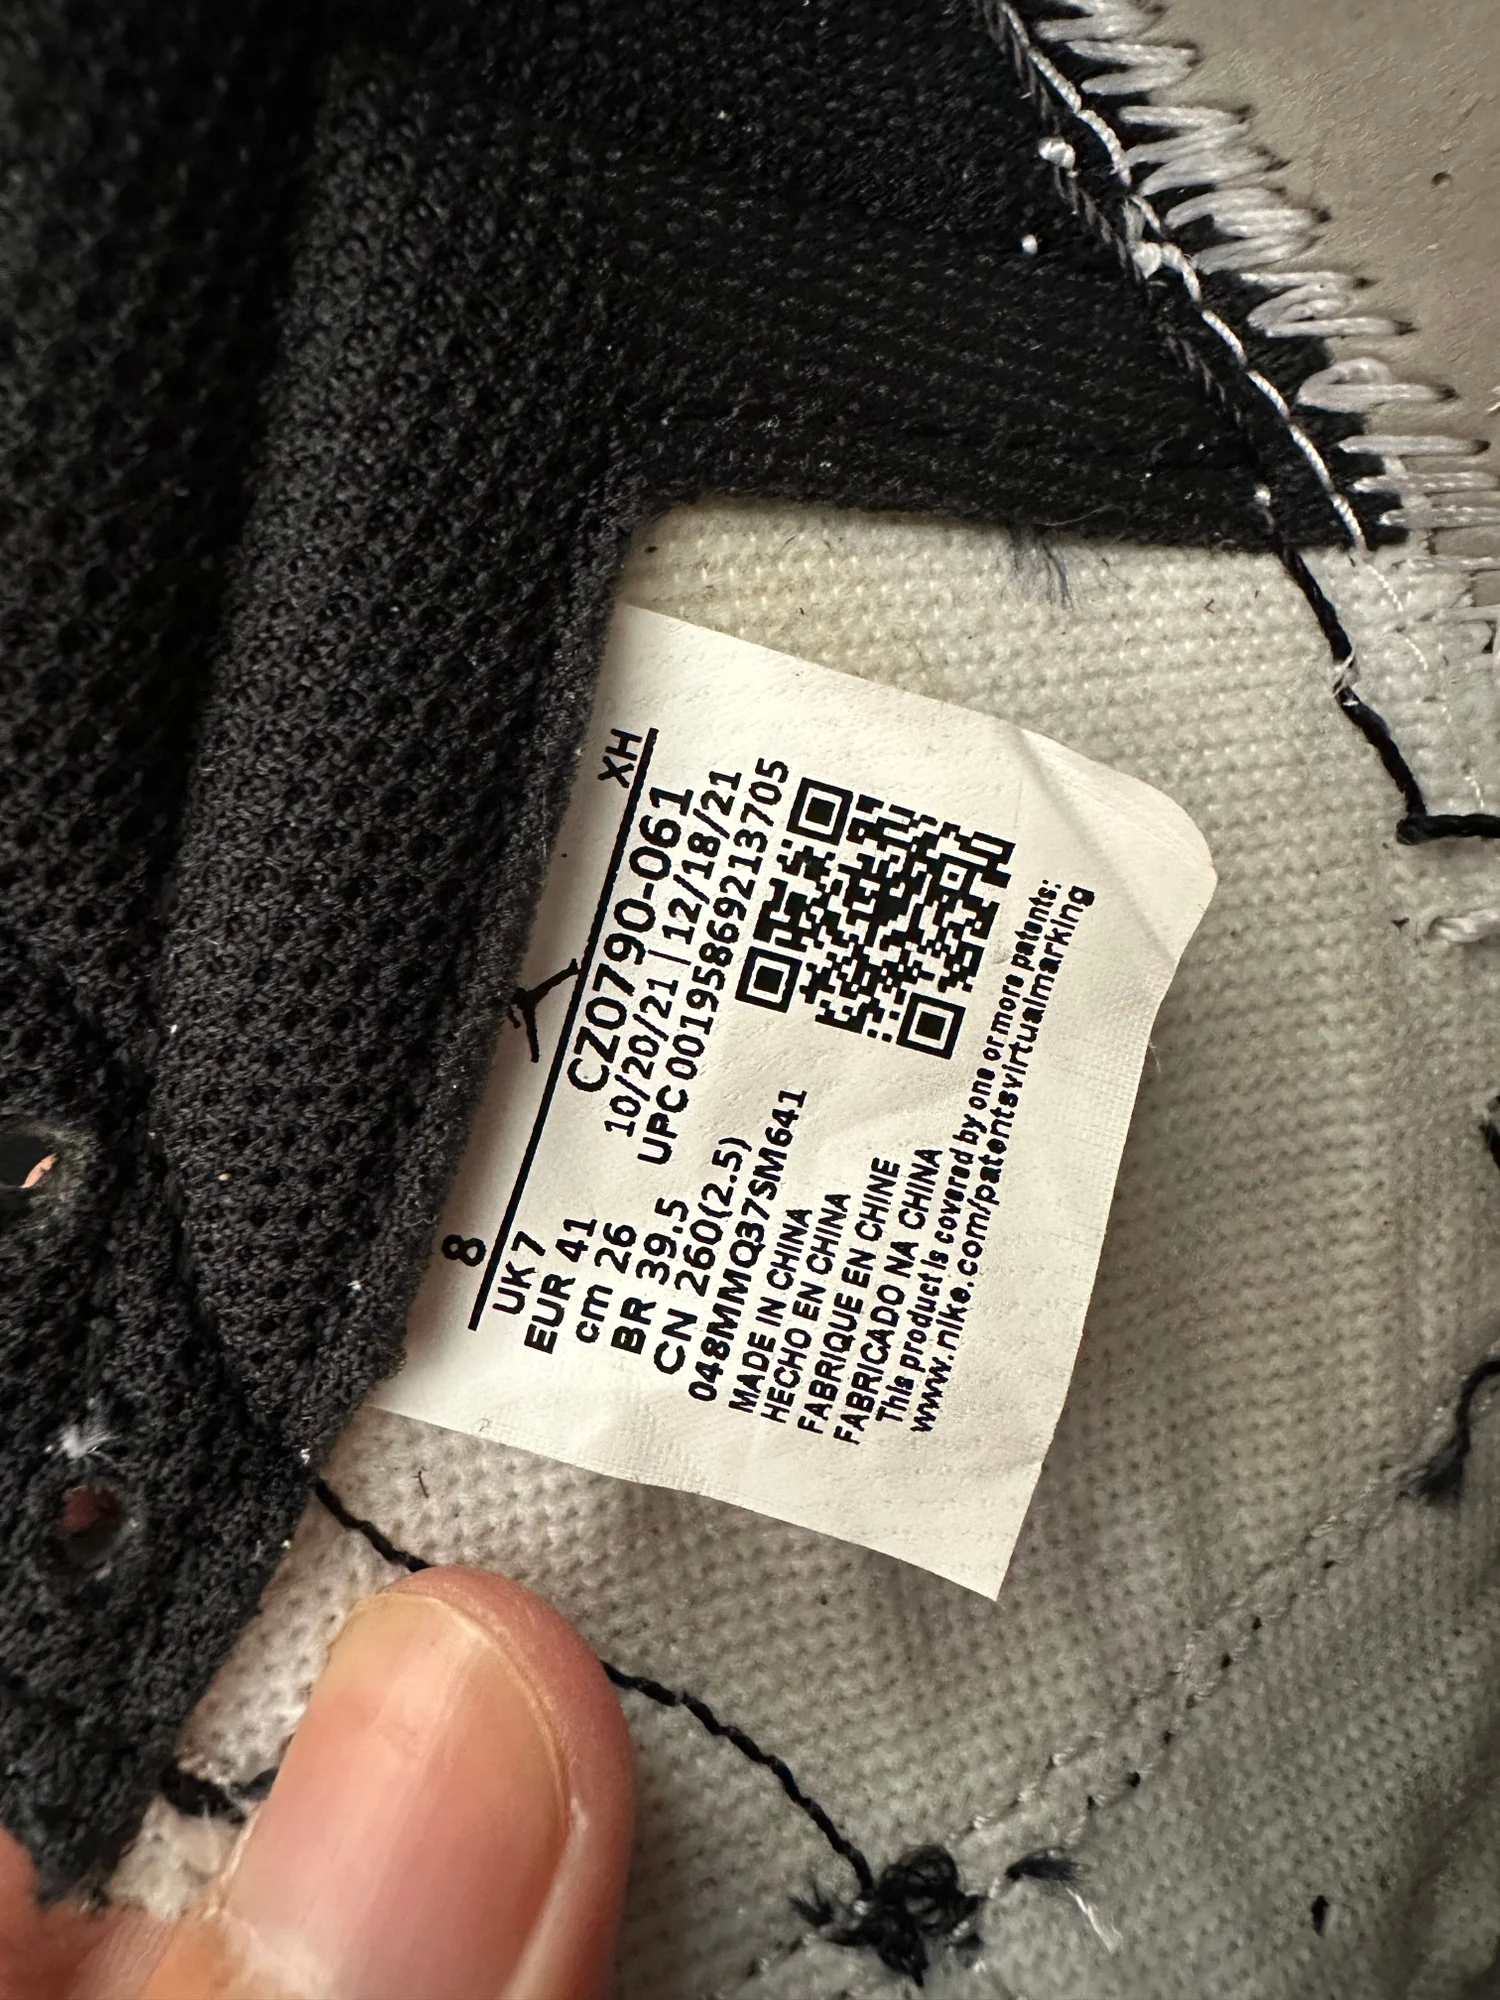 8
XH
UK 7
EUR 41
cm 26
BR 39.5
CN 260(2.5)
CZ0790-061
10/20/21 | 12/18/21
UPC 00195869213705
048MMMQ37SM641
MADE IN CHINA
HECHO EN CHINA
FABRIQUE EN CHINE
FABRICADO NA CHINA
This product is covered by one or more patents:
www.nike.com/patentsvirtualmarking